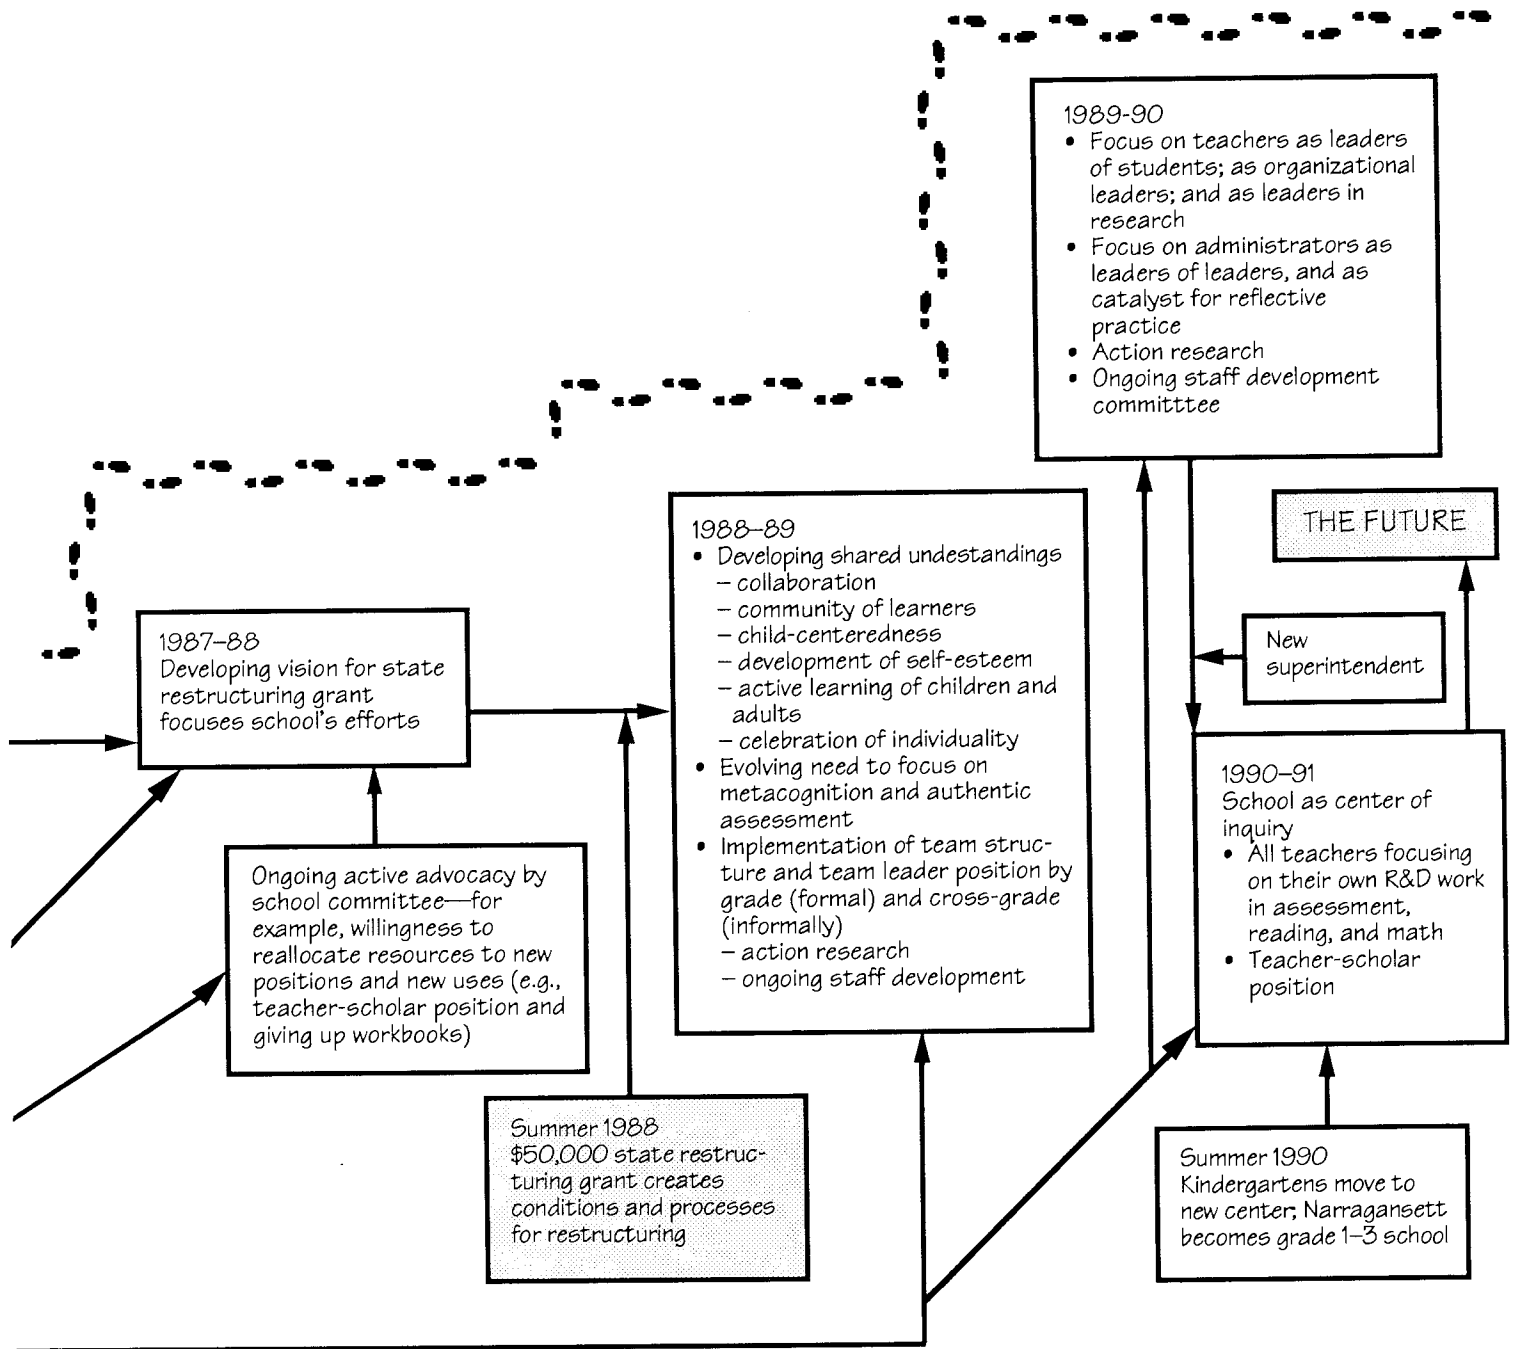 1987–88
Developing vision for state
restructuring grant
focuses school's efforts
Ongoing active advocacy by
school committee—for
example, willingness to
reallocate resources to new
positions and new uses (e.g.,
teacher-scholar position and
giving up workbooks)
Summer 1988
$50,000 state restruc-
turing grant creates
conditions and processes
for restructuring
1988–89
• Developing shared undestandings
– collaboration
– community of learners
– child-centeredness
– development of self-esteem
– active learning of children and
adults
– celebration of individuality
• Evolving need to focus on
metacognition and authentic
assessment
• Implementation of team struc-
ture and team leader position by
grade (formal) and cross-grade
(informally)
– action research
– ongoing staff development
1989-90
• Focus on teachers as leaders
of students; as organizational
leaders; and as leaders in
research
• Focus on administrators as
leaders of leaders, and as
catalyst for reflective
practice
• Action research
• Ongoing staff development
committtee
THE FUTURE
New
superintendent
1990–91
School as center of
inquiry
• All teachers focusing
on their own R&D work
in assessment,
reading, and math
• Teacher-scholar
position
Summer 1990
Kindergartens move to
new center; Narragansett
becomes grade 1–3 school